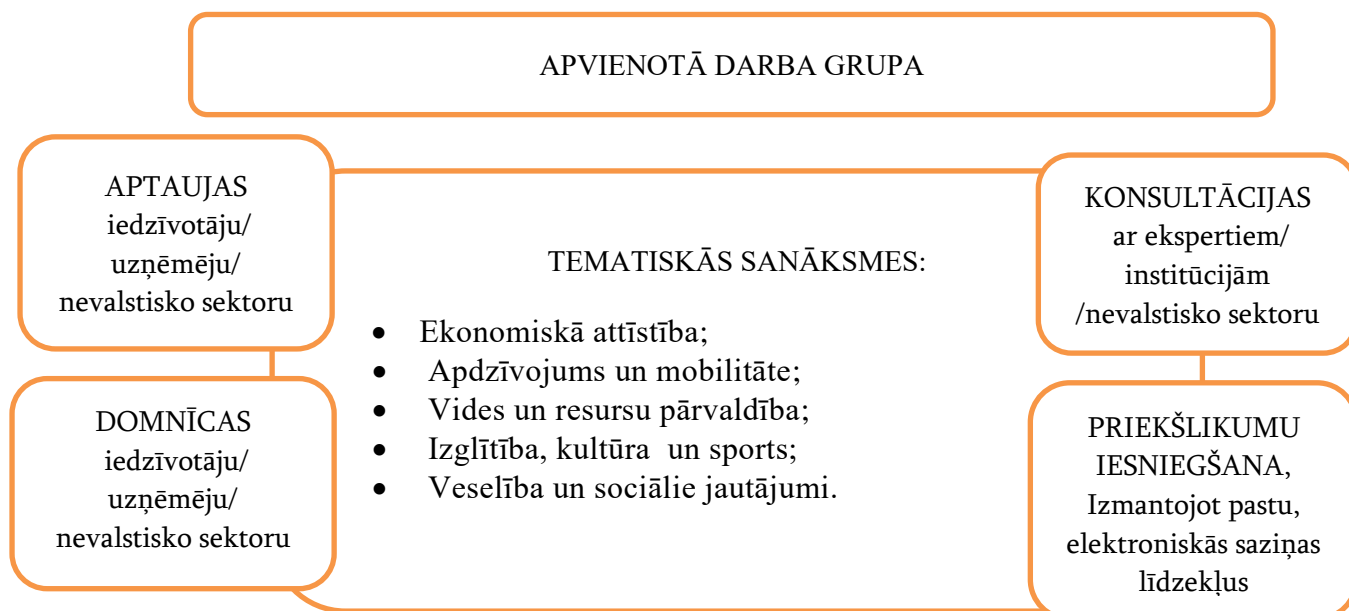 APVIENOTĀ DARBA GRUPA
APTAUJAS
iedzīvotāju/
uzņēmēju/
nevalstisko sektoru
DOMNĪCAS
iedzīvotāju/
uzņēmēju/
nevalstisko sektoru
TEMATISKĀS SANĀKSMES:
• Ekonomiskā attīstība;
• Apdzīvojums un mobilitāte;
• Vides un resursu pārvaldība;
• Izglītība, kultūra un sports;
• Veselība un sociālie jautājumi.
KONSULTĀCIJAS
ar ekspertiem/
institūcijām
/nevalstisko sektoru
PRIEKŠLIKUMU
IESNIEGŠANA,
Izmantojot pastu,
elektroniskās saziņas
līdzekļus